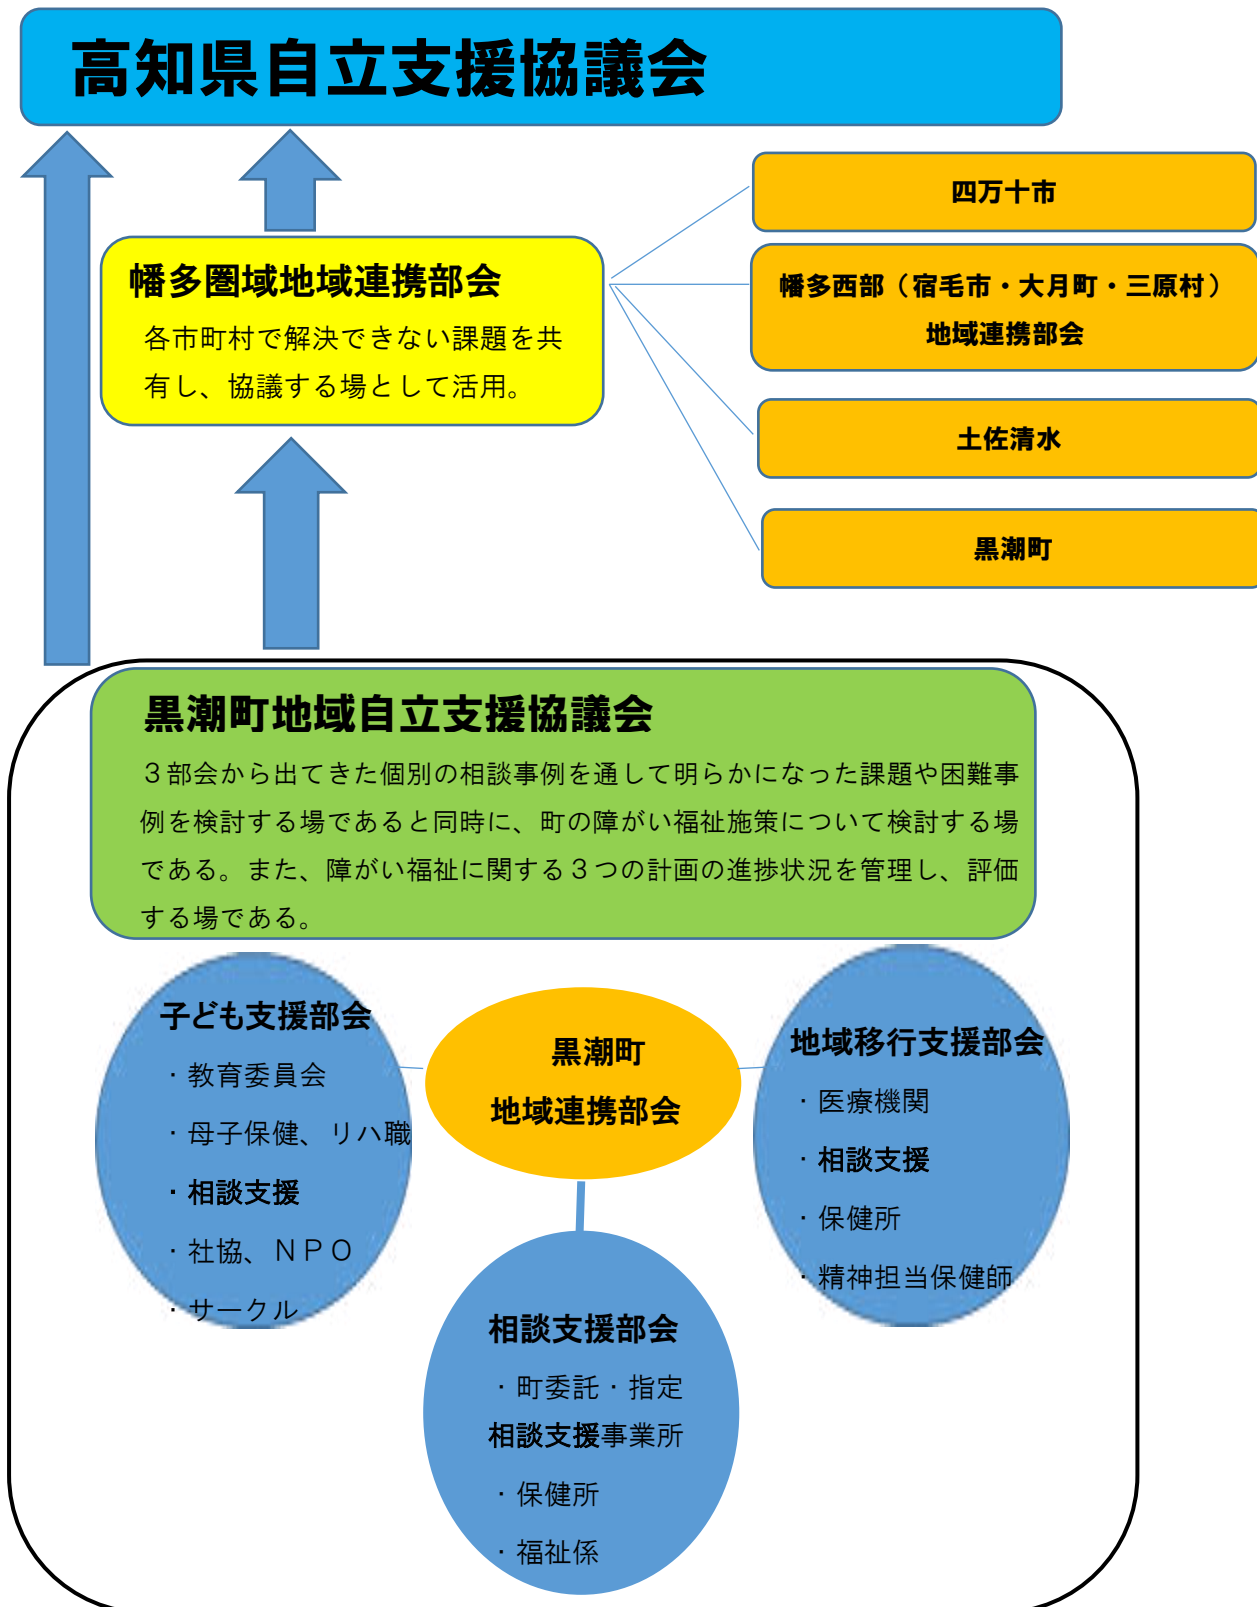 高知県自立支援協議会
四万十市
幡多圏域地域連携部会
各市町村で解決できない課題を共
有し、協議する場として活用。
幡多西部（宿毛市・大月町・三原村）
地域連携部会
土佐清水
黒潮町
黒潮町地域自立支援協議会
３部会から出てきた個別の相談事例を通して明らかになった課題や困難事
例を検討する場であると同時に、町の障がい福祉施策について検討する場
である。また、障がい福祉に関する３つの計画の進捗状況を管理し、評価
する場である。
子ども支援部会
・教育委員会
・母子保健、リハ職
・相談支援
・社協、ＮＰＯ
・サークル
黒潮町
地域連携部会
地域移行支援部会
・医療機関
・相談支援
・保健所
・精神担当保健師
相談支援部会
・町委託・指定
相談支援事業所
・保健所
・福祉係